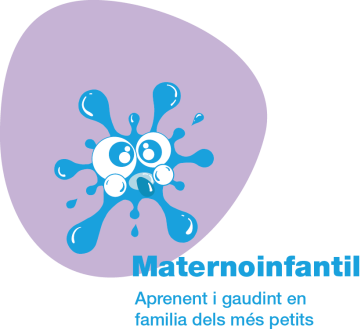 Maternoinfantil
Aprenent i gaudint en
familia dels més petits